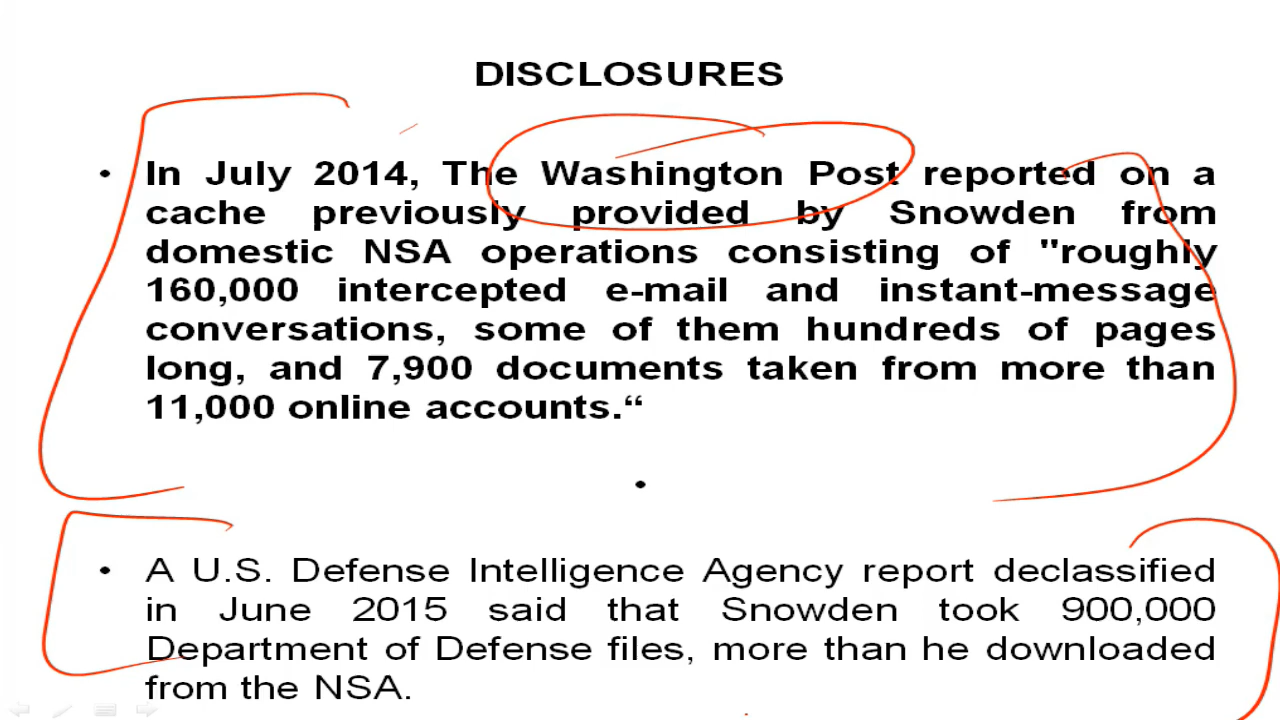 DISCLOSURES
• In July 2014, The Washington Post reported on a
cache previously provided by Snowden from
domestic NSA operations consisting of "roughly
160,000 intercepted e-mail and instant-message
conversations, some of them hundreds of pages
long, and 7,900 documents taken from more than
11,000 online accounts.“
•
• A U.S. Defense Intelligence Agency report declassified
in June 2015 said that Snowden took 900,000
Department of Defense files, more than he downloaded
from the NSA.